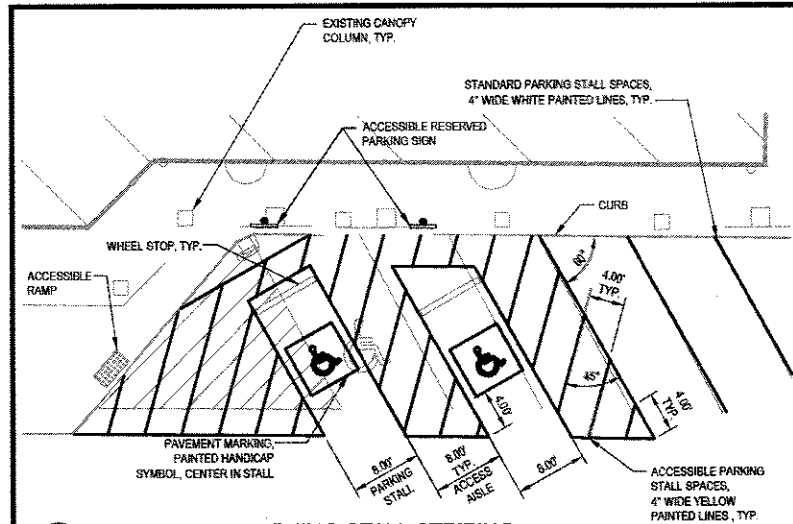 EXISTING CANOPY
COLUMN, TYP.
STANDARD PARKING STALL SPACES,
4" WIDE WHITE PAINTED LINES, TYP.
ACCESSIBLE RESERVED
PARKING SIGN
CURB
WHEEL STOP, TYP.
ACCESSIBLE
RAMP
60°
4.00'
TYP.
45°
4.00'
TYP.
4.00'
PAVEMENT MARKING,
PAINTED HANDICAP
SYMBOL, CENTER IN STALL
8.00'
PARKING
STALL
8.00'
TYP.
ACCESS
AISLE
8.00'
ACCESSIBLE PARKING
STALL SPACES,
4" WIDE YELLOW
PAINTED LINES , TYP.